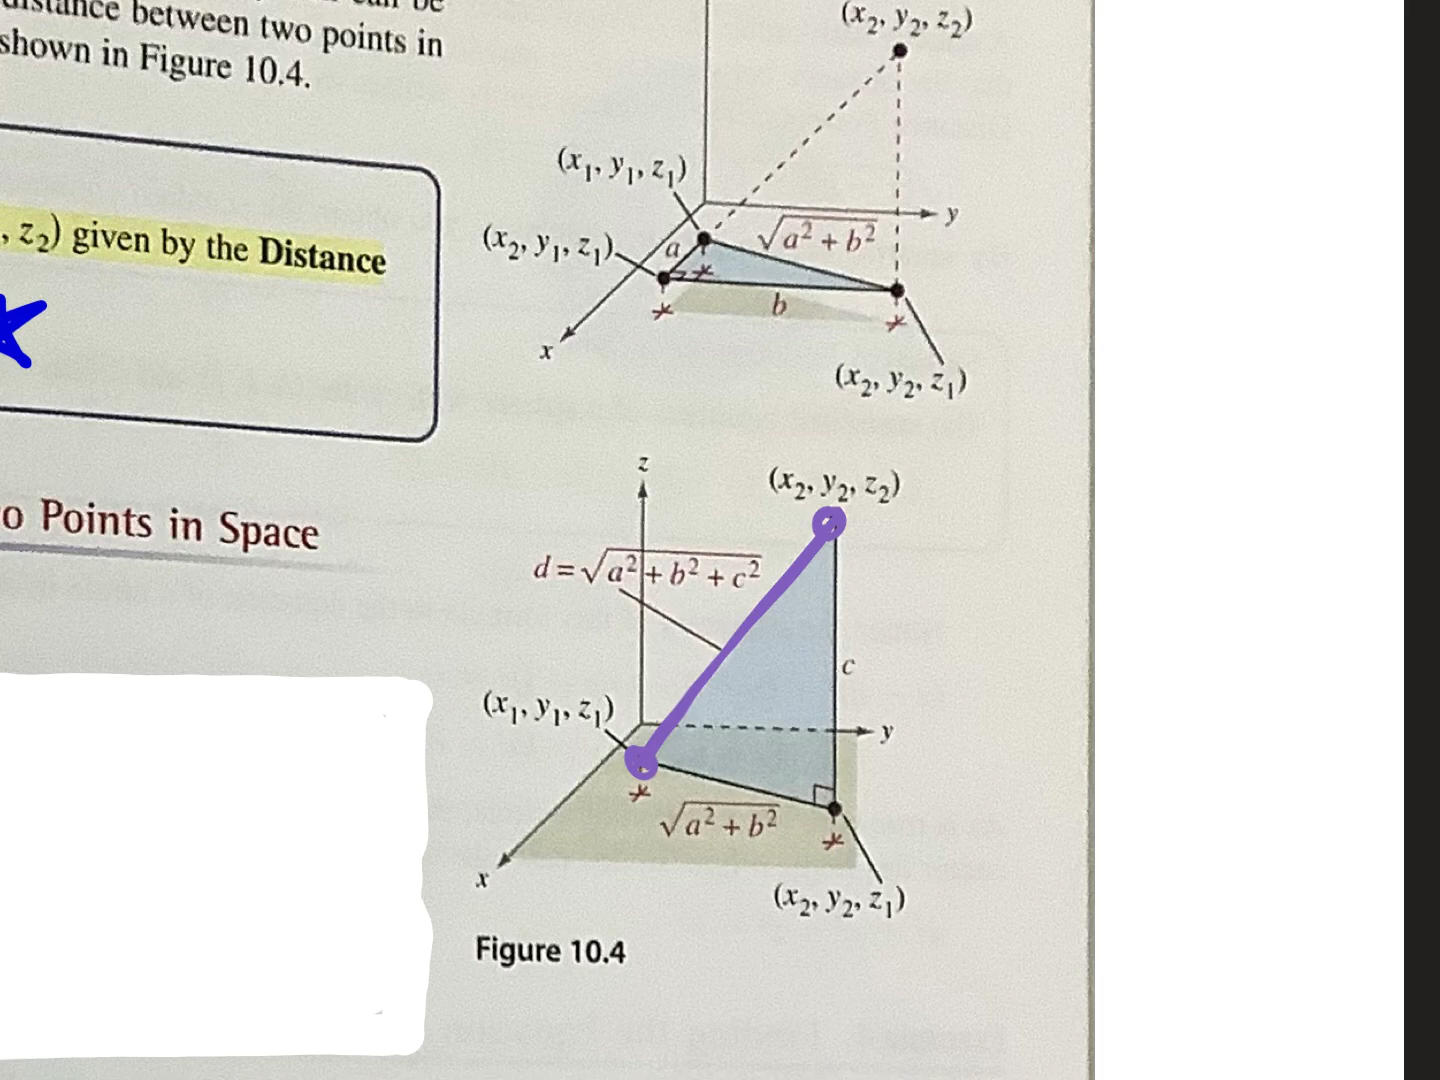 distance between two points in
shown in Figure 10.4.
, z₂) given by the Distance
Points in Space
(x₂, y₂, z₂)
(x₁, y₁, z₁)
(x₂, y₁, z₁)
a
√a² + b²
y
b
x
(x₂, y₂, z₁)
z
(x₂, y₂, z₂)
d = √a² + b² + c²
c
(x₁, y₁, z₁)
y
√a² + b²
x
(x₂, y₂, z₁)
Figure 10.4